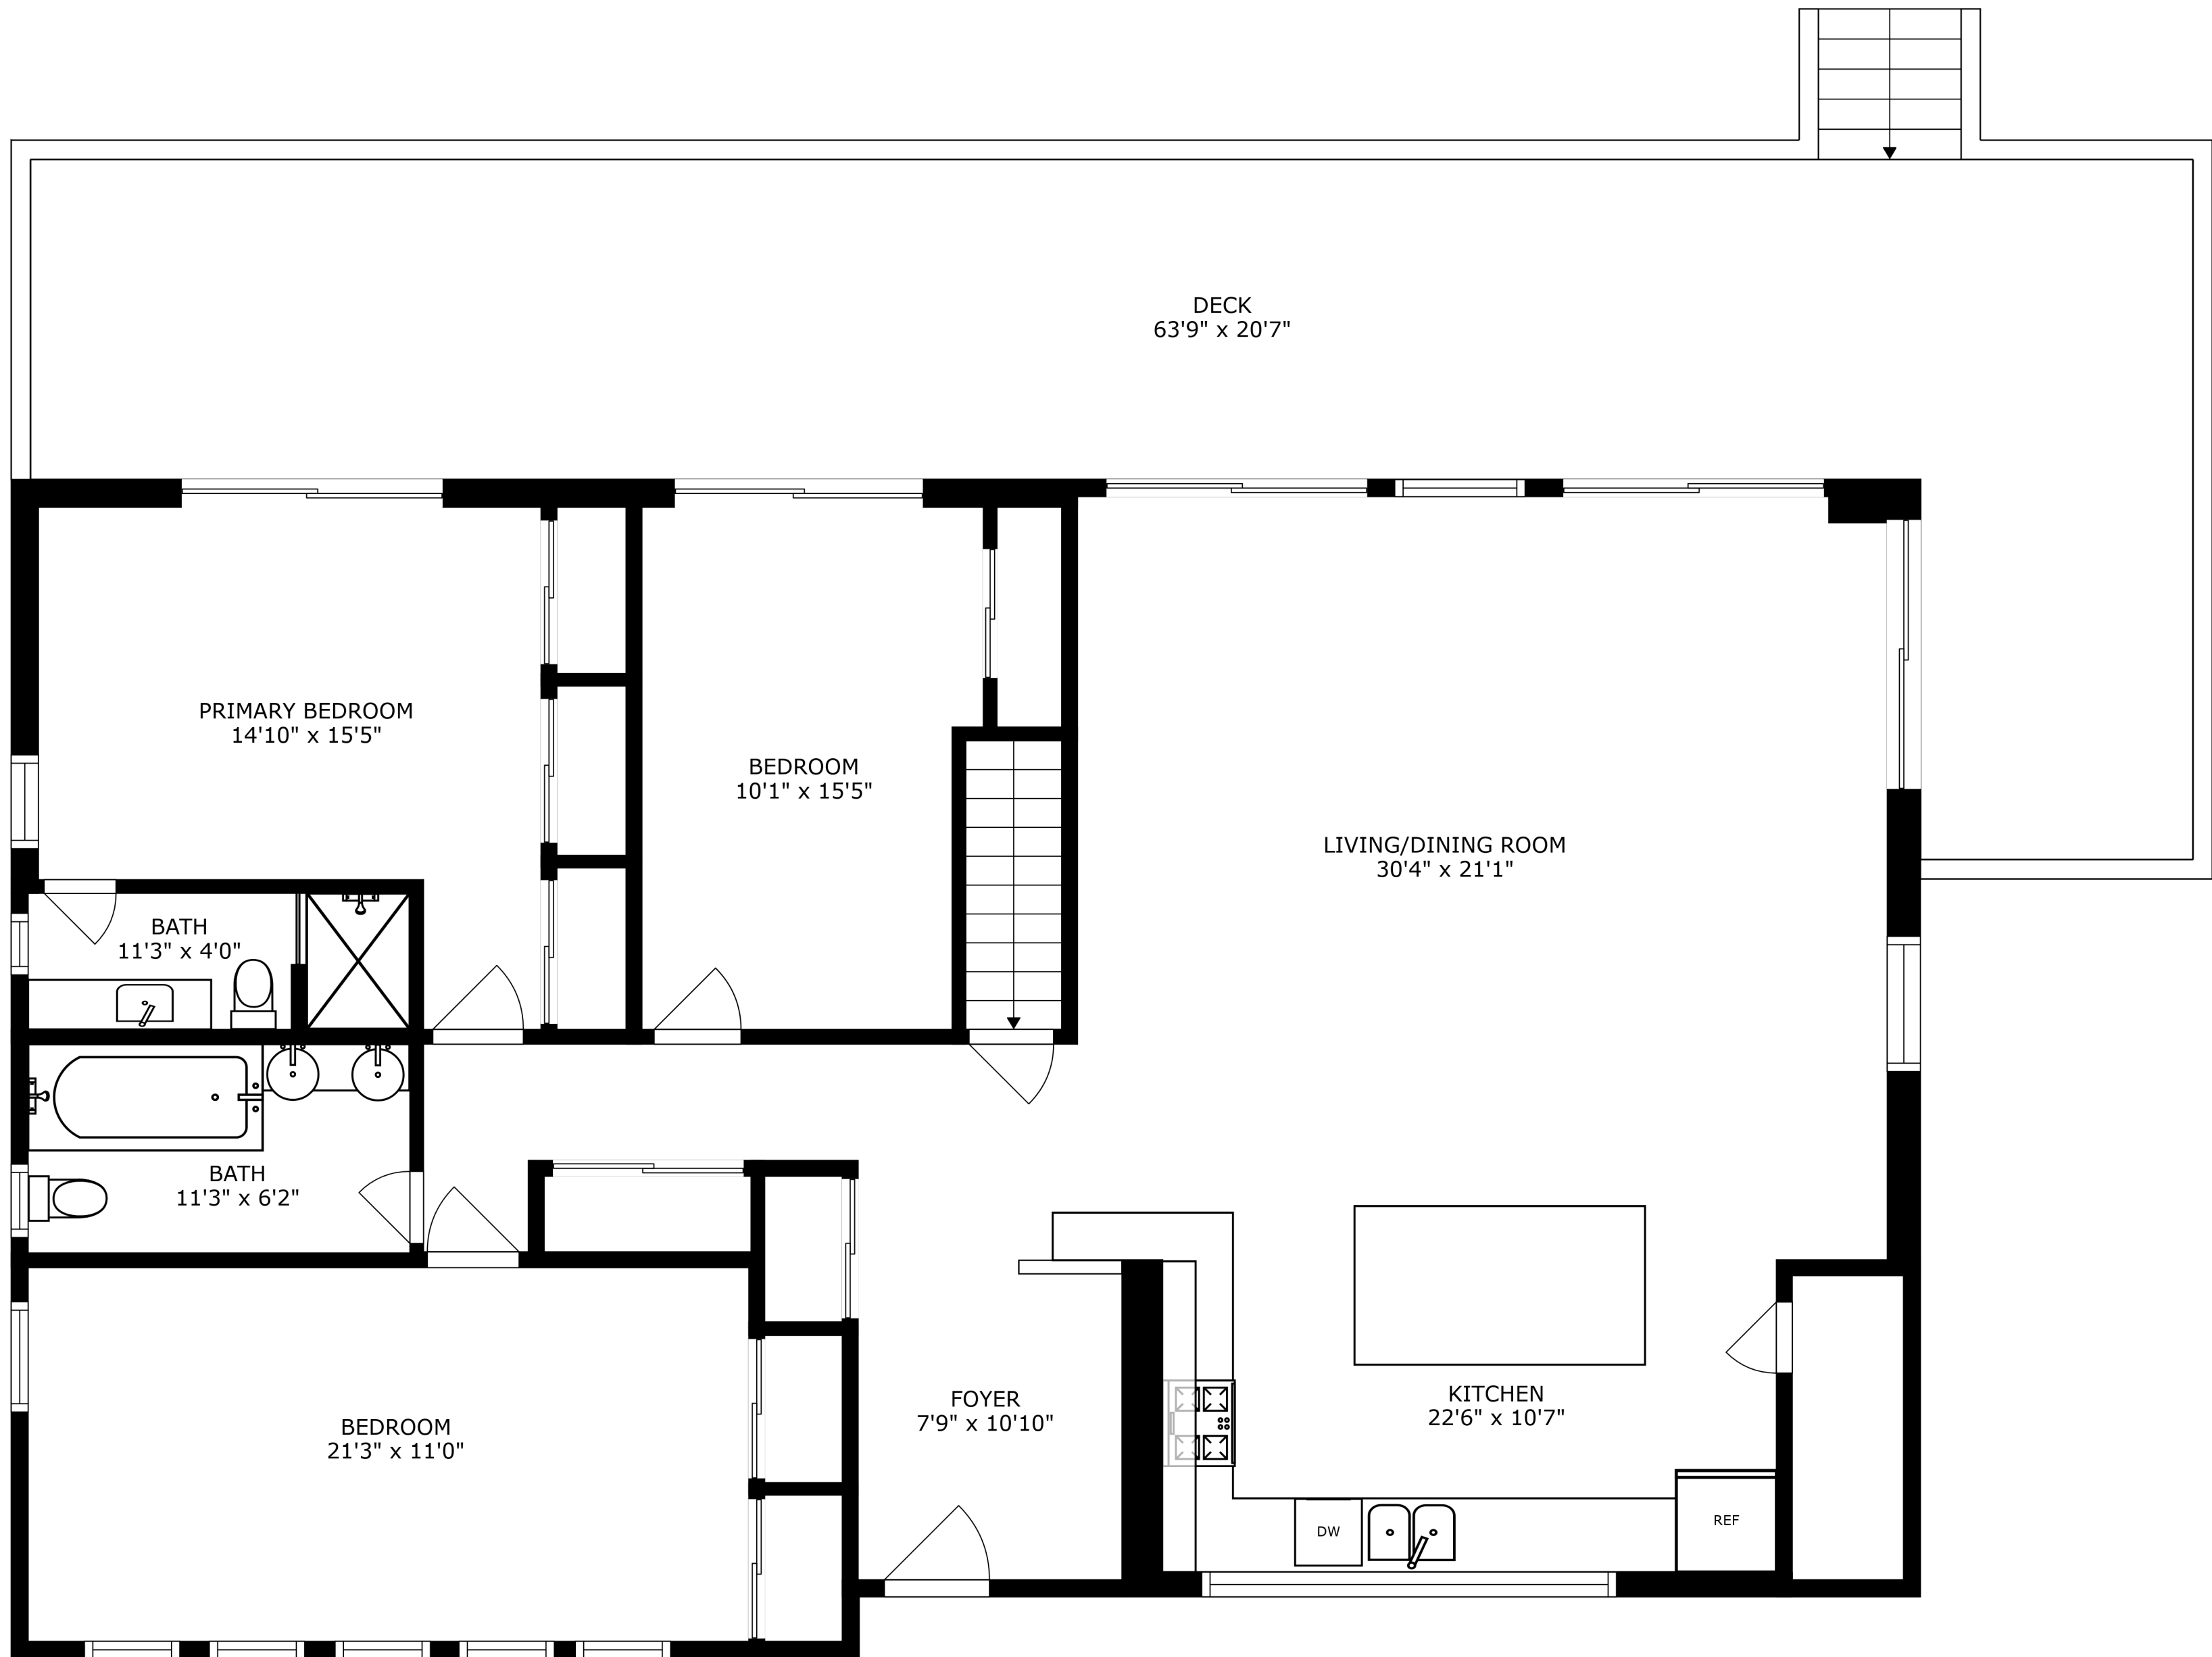 DECK
63'9" x 20'7"
PRIMARY BEDROOM
14'10" x 15'5"
BEDROOM
10'1" x 15'5"
LIVING/DINING ROOM
30'4" x 21'1"
BATH
11'3" x 4'0"
BATH
11'3" x 6'2"
BEDROOM
21'3" x 11'0"
FOYER
7'9" x 10'10"
KITCHEN
22'6" x 10'7"
DW
REF